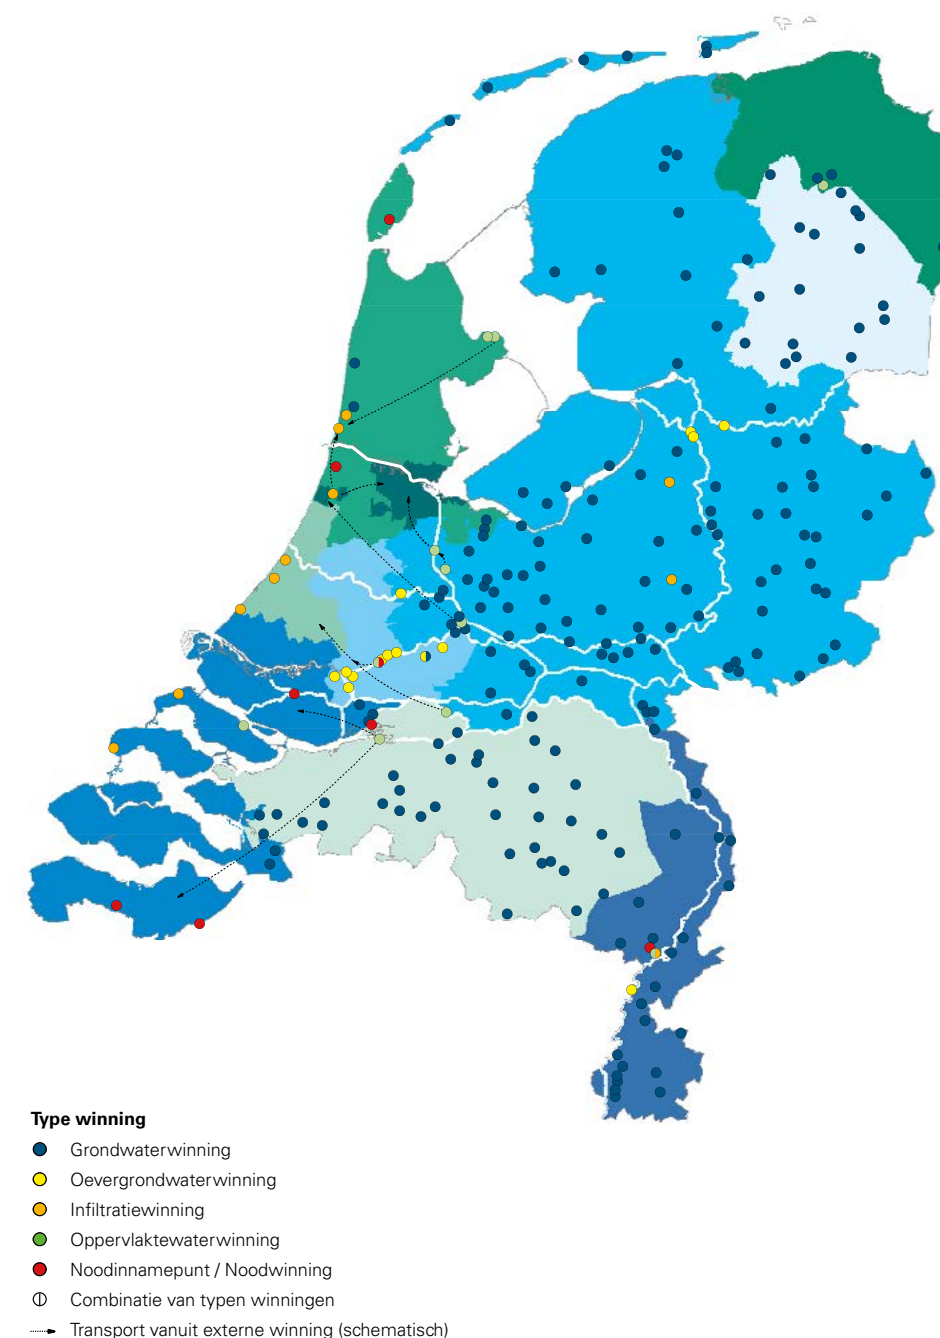 Type winning
Grondwaterwinning
Oevergrondwaterwinning
Infiltratiewinning
Oppervlaktewaterwinning
Noodinnamepunt / Noodwinning
Combinatie van typen winningen
Transport vanuit externe winning (schematisch)